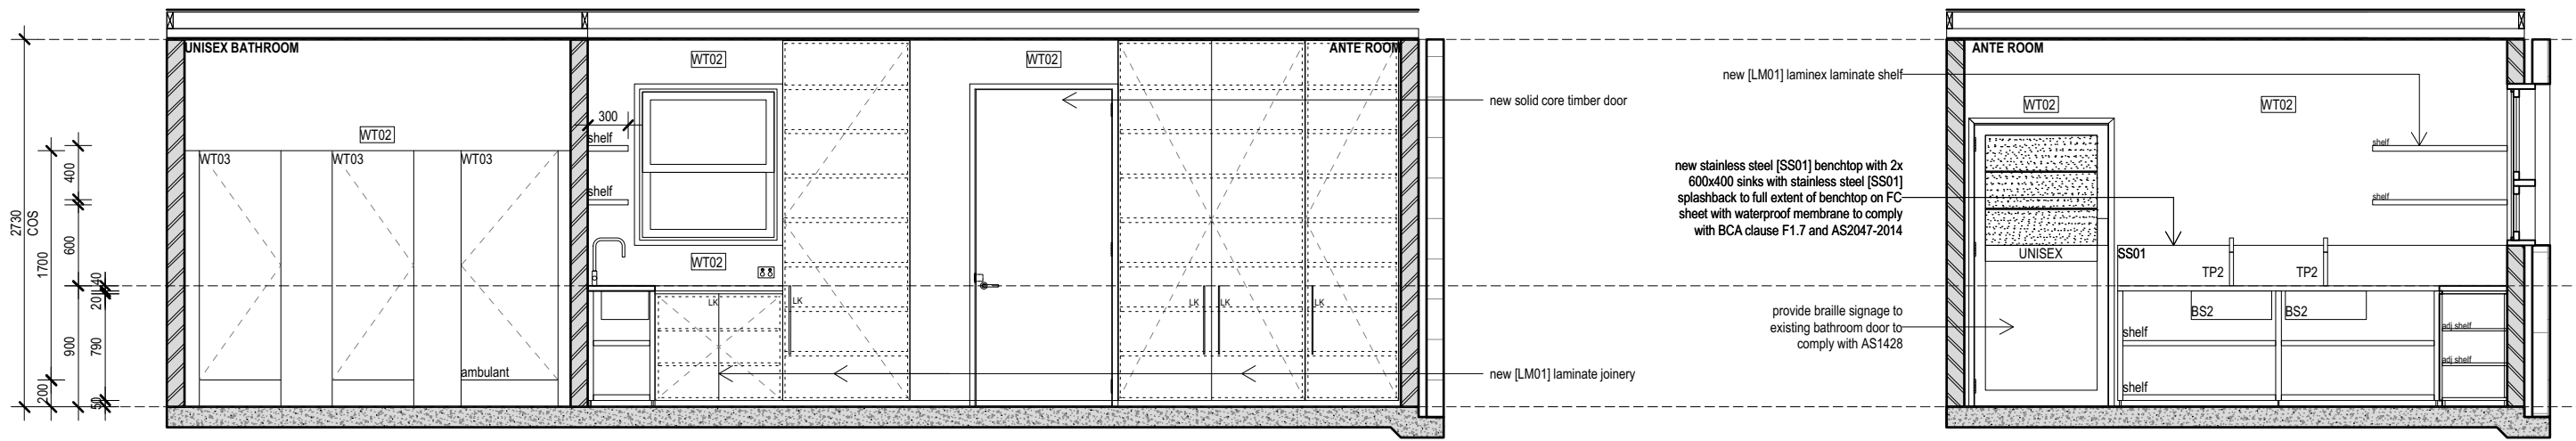 2730
COS
1700
200
400
600
900
40
20
790
50
UNISEX BATHROOM
WT02
WT03
WT03
WT03
ambulant
300
shelf
shelf
WT02
WT02
LK
LK
WT02
LK
LK
LK
ANTE ROOM
new solid core timber door
new [LM01] laminate joinery
ANTE ROOM
new [LM01] laminex laminate shelf
WT02
WT02
shelf
shelf
new stainless steel [SS01] benchtop with 2x
600x400 sinks with stainless steel [SS01]
splashback to full extent of benchtop on FC
sheet with waterproof membrane to comply
with BCA clause F1.7 and AS2047-2014
UNISEX
SS01
TP2
TP2
provide braille signage to
existing bathroom door to
comply with AS1428
BS2
BS2
shelf
shelf
adj shelf
adj shelf